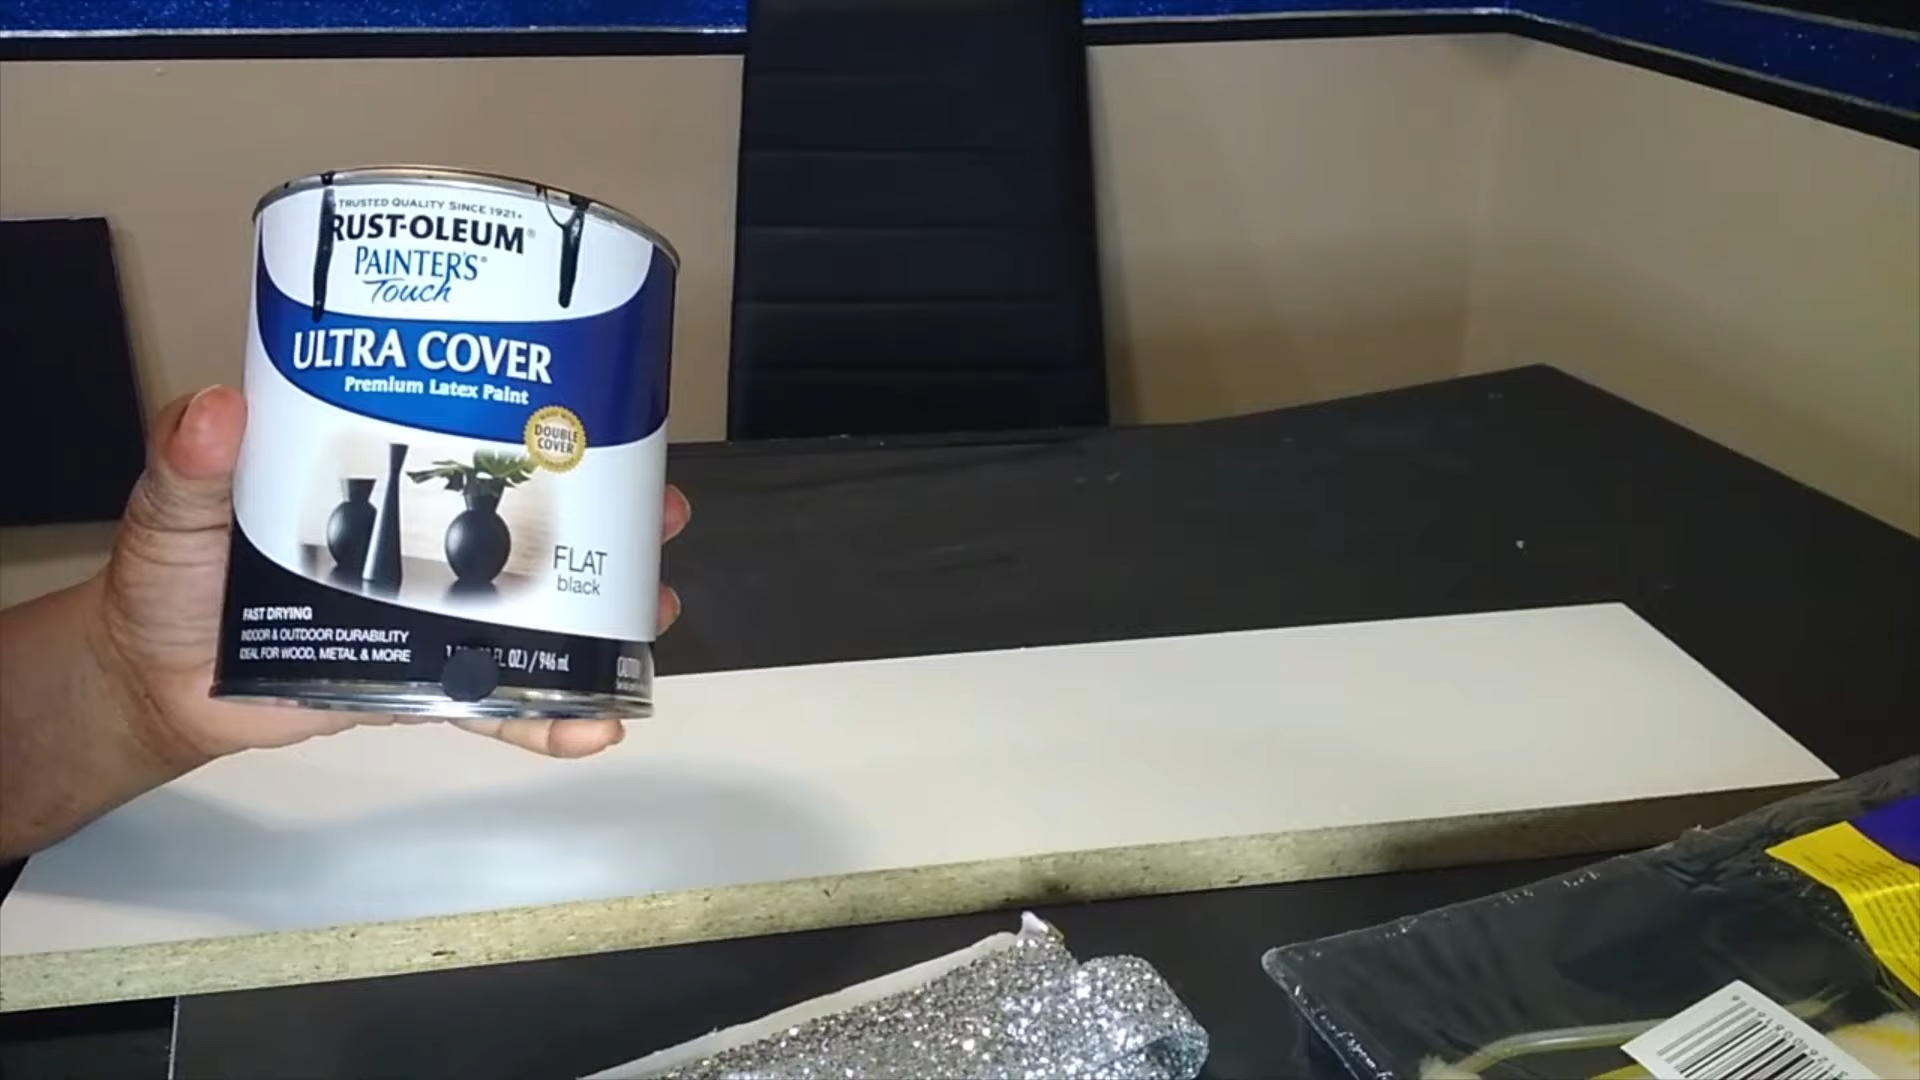 TRUSTED QUALITY SINCE 1921
RUST-OLEUM®
PAINTER'S®
Touch
ULTRA COVER
Premium Latex Paint
DOUBLE
COVER
FLAT
black
FAST DRYING
INDOOR & OUTDOOR DURABILITY
IDEAL FOR WOOD, METAL & MORE
FL. OZ.) / 946 mL
CAUTION